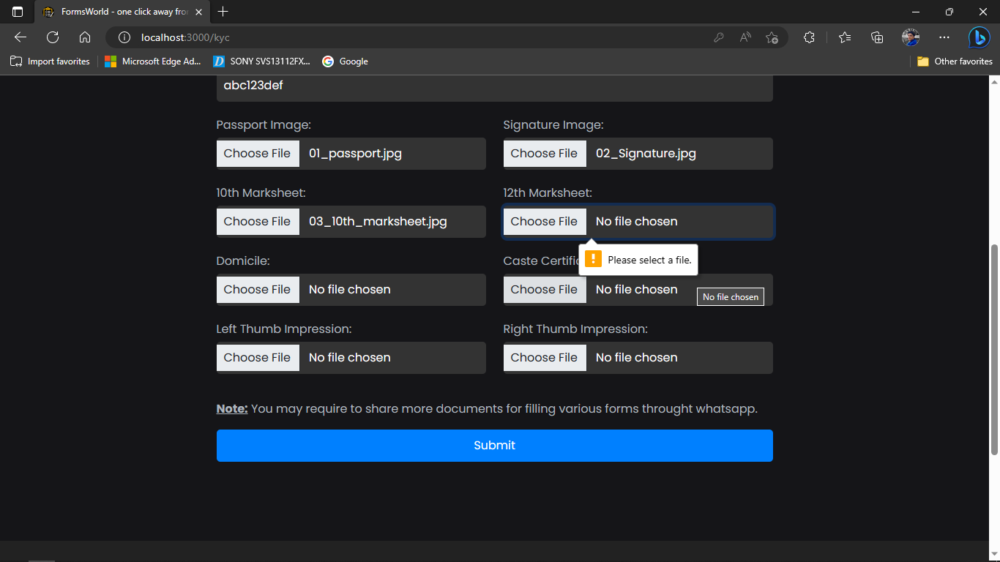 FormsWorld - one click away fro
localhost:3000/kyc
Import favorites
Microsoft Edge Ad...
SONY SVS13112FX...
Google
Other favorites
abc123def
Passport Image:
Signature Image:
Choose File 01_passport.jpg
Choose File 02_Signature.jpg
10th Marksheet:
12th Marksheet:
Choose File 03_10th_marksheet.jpg
Choose File No file chosen
Please select a file.
Domicile:
Caste Certific
Choose File No file chosen
Choose File No file chosen
No file chosen
Left Thumb Impression:
Right Thumb Impression:
Choose File No file chosen
Choose File No file chosen
Note: You may require to share more documents for filling various forms throught whatsapp.
Submit